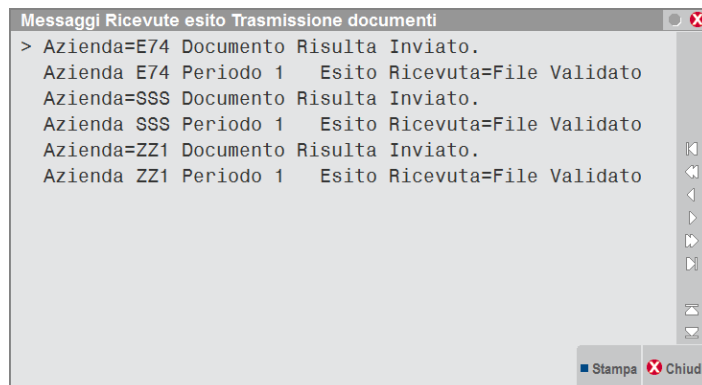 Messaggi Ricevute esito Trasmissione documenti
> Azienda=E74 Documento Risulta Inviato.
Azienda E74 Periodo 1 Esito Ricevuta=File Validato
Azienda=SSS Documento Risulta Inviato.
Azienda SSS Periodo 1 Esito Ricevuta=File Validato
Azienda=ZZ1 Documento Risulta Inviato.
Azienda ZZ1 Periodo 1 Esito Ricevuta=File Validato
Stampa Chiud